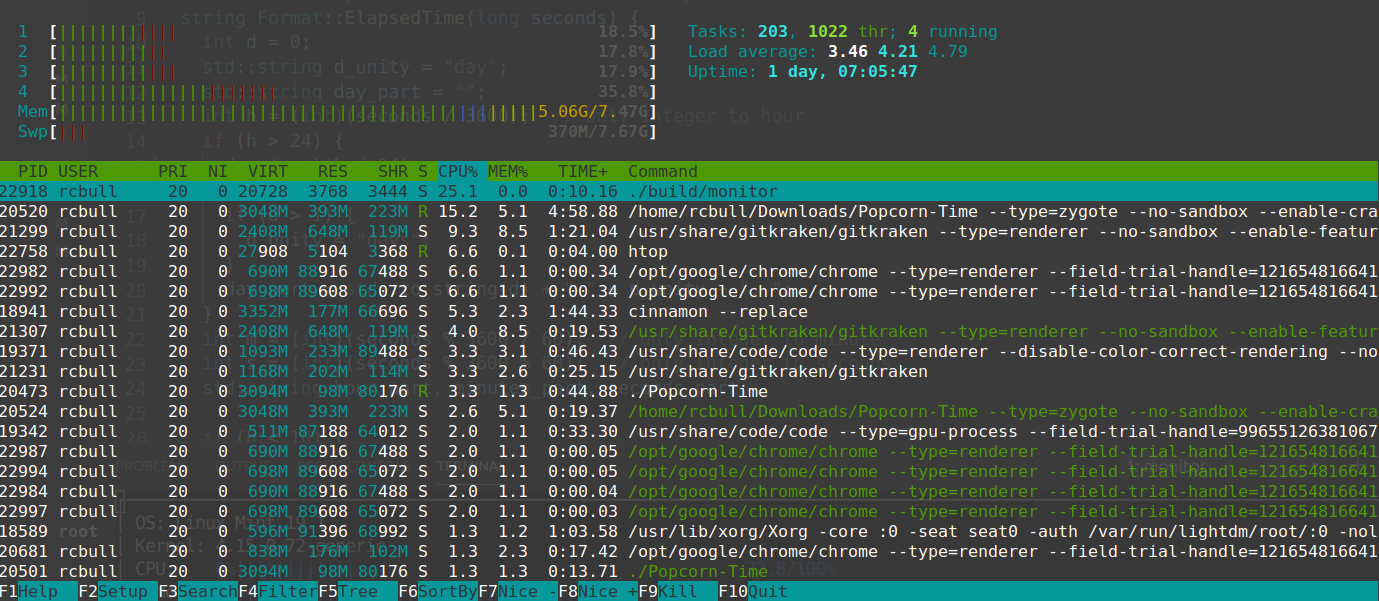 string Format::ElapsedTime(long seconds) {
1 [||||||||||||| 18.5%] Tasks: 203, 1022 thr; 4 running
int d = 0;
2 [|||||||||||| 17.8%] Load average: 3.46 4.21 4.79
std::string d_unity = "day";
3 [||||||||||||| 17.9%] Uptime: 1 day, 07:05:47
string day_part = "";
4 [|||||||||||||||||||||||| 35.8%]
Mem[||||||||||||||||||||||||||||||||||||||||||||||||5.06G/7.47G]
Swp[||| 370M/7.67G]
14 if (h > 24) {
PID USER PRI NI VIRT RES SHR S CPU% MEM% TIME+ Command
22918 rcbull 20 0 20728 3768 3444 S 25.1 0.0 0:10.16 ./build/monitor
20520 rcbull 20 0 3048M 393M 223M R 15.2 5.1 4:58.88 /home/rcbull/Downloads/Popcorn-Time --type=zygote --no-sandbox --enable-cra
21299 rcbull 20 0 2408M 648M 119M S 9.3 8.5 1:21.04 /usr/share/gitkraken/gitkraken --type=renderer --no-sandbox --enable-featur
22758 rcbull 20 0 27908 5104 3368 R 6.6 0.1 0:04.00 htop
22982 rcbull 20 0 690M 88916 67488 S 6.6 1.1 0:00.34 /opt/google/chrome/chrome --type=renderer --field-trial-handle=121654816641
22992 rcbull 20 0 698M 89608 65072 S 6.6 1.1 0:00.34 /opt/google/chrome/chrome --type=renderer --field-trial-handle=121654816641
18941 rcbull 20 0 3352M 177M 66696 S 5.3 2.3 1:44.33 cinnamon --replace
21307 rcbull 20 0 2408M 648M 119M S 4.0 8.5 0:19.53 /usr/share/gitkraken/gitkraken --type=renderer --no-sandbox --enable-featur
19371 rcbull 20 0 1093M 233M 89488 S 3.3 3.1 0:46.43 /usr/share/code/code --type=renderer --disable-color-correct-rendering --no
21231 rcbull 20 0 1168M 202M 114M S 3.3 2.6 0:25.15 /usr/share/gitkraken/gitkraken
20473 rcbull 20 0 3094M 98M 80176 R 3.3 1.3 0:44.88 ./Popcorn-Time
20524 rcbull 20 0 3048M 393M 223M S 2.6 5.1 0:19.37 /home/rcbull/Downloads/Popcorn-Time --type=zygote --no-sandbox --enable-cra
19342 rcbull 20 0 511M 87188 64012 S 2.0 1.1 0:33.30 /usr/share/code/code --type=gpu-process --field-trial-handle=99655126381067
22987 rcbull 20 0 690M 88916 67488 S 2.0 1.1 0:00.05 /opt/google/chrome/chrome --type=renderer --field-trial-handle=121654816641
22994 rcbull 20 0 698M 89608 65072 S 2.0 1.1 0:00.05 /opt/google/chrome/chrome --type=renderer --field-trial-handle=121654816641
22984 rcbull 20 0 690M 88916 67488 S 2.0 1.1 0:00.04 /opt/google/chrome/chrome --type=renderer --field-trial-handle=121654816641
22997 rcbull 20 0 698M 89608 65072 S 2.0 1.1 0:00.03 /opt/google/chrome/chrome --type=renderer --field-trial-handle=121654816641
18589 root 20 0 596M 91396 68992 S 1.3 1.2 1:03.58 /usr/lib/xorg/Xorg -core :0 -seat seat0 -auth /var/run/lightdm/root/:0 -nol
20681 rcbull 20 0 838M 176M 102M S 1.3 2.3 0:17.42 /opt/google/chrome/chrome --type=renderer --field-trial-handle=121654816641
20501 rcbull 20 0 3094M 98M 80176 S 1.3 1.3 0:13.71 ./Popcorn-Time
F1Help F2Setup F3SearchF4FilterF5Tree F6SortByF7Nice -F8Nice +F9Kill F10Quit